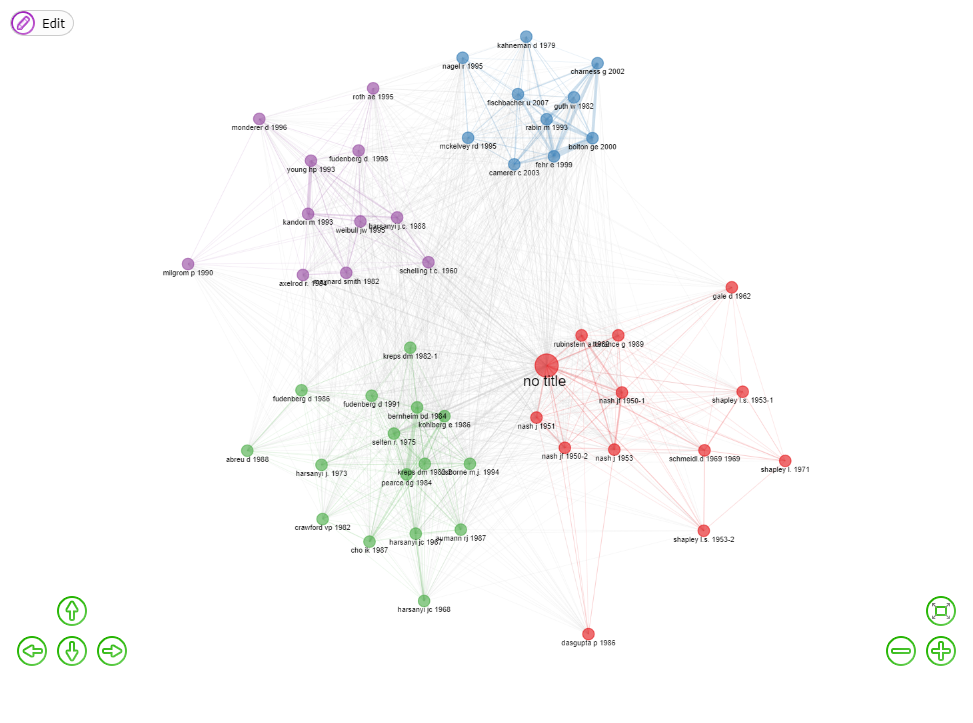 Edit
kahneman d 1979
nagel r 1995
charness g 2002
roth ae 1995
fischbacher u 2007
guth w 1982
monderer d 1996
rabin m 1993
mckelvey rd 1995
bolton ge 2000
fudenberg d. 1998
fehr e 1999
young hp 1993
camerer c 2003
kandori m 1993
harsanyi j.c. 1988
weibull jw 1995
milgrom p 1990
schelling t.c. 1960
axelrod r. 1984
maynard smith 1982
gale d 1962
rubinstein a 1982
g 1989
kreps dm 1982-1
no title
fudenberg d 1986
fudenberg d 1991
nash jf 1950-1
shapley l.s. 1953-1
bernheim bd 1984
kohlberg e 1986
nash j 1951
selten r. 1975
abreu d 1988
nash jf 1950-2
nash j 1953
schmeidl.d 1969 1969
harsanyi j. 1973
kreps dm 1982-2
osborne m.j. 1994
shapley l. 1971
pearce dg 1984
crawford vp 1982
cho ik 1987
harsanyi jc 1967
aumann rj 1987
shapley l.s. 1953-2
harsanyi jc 1968
dasgupta p 1986